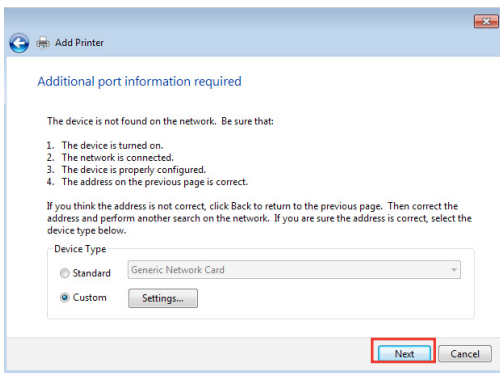 Add Printer
Additional port information required
The device is not found on the network. Be sure that:
1. The device is turned on.
2. The network is connected.
3. The device is properly configured.
4. The address on the previous page is correct.
If you think the address is not correct, click Back to return to the previous page. Then correct the
address and perform another search on the network. If you are sure the address is correct, select the
device type below.
Device Type
Standard Generic Network Card
Custom Settings...
Next Cancel